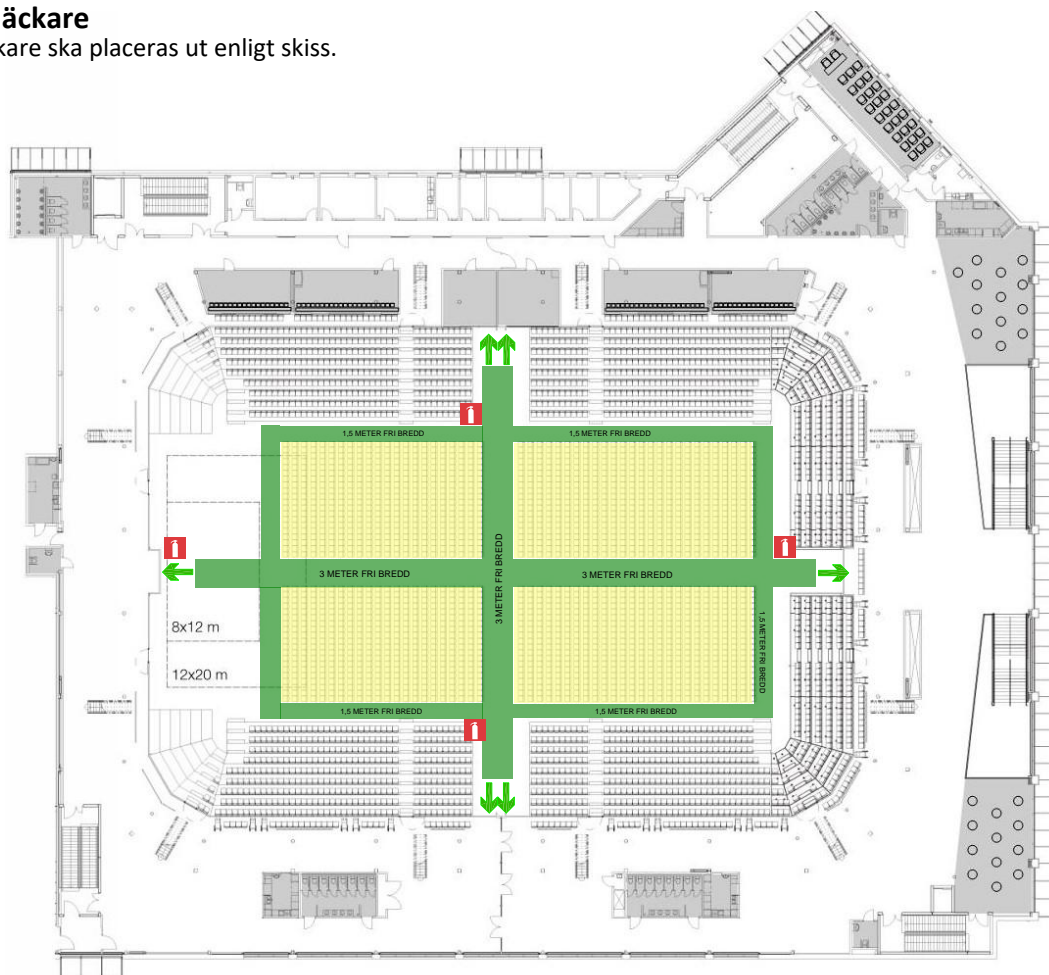 äckare
kare ska placeras ut enligt skiss.
1,5 METER FRI BREDD
1,5 METER FRI BREDD
3 METER FRI BREDD
3 METER FRI BREDD
3 METER FRI BREDD
8x12 m
12x20 m
1,5 METER FRI BREDD
1,5 METER FRI BREDD
1,5 METER FRI BREDD